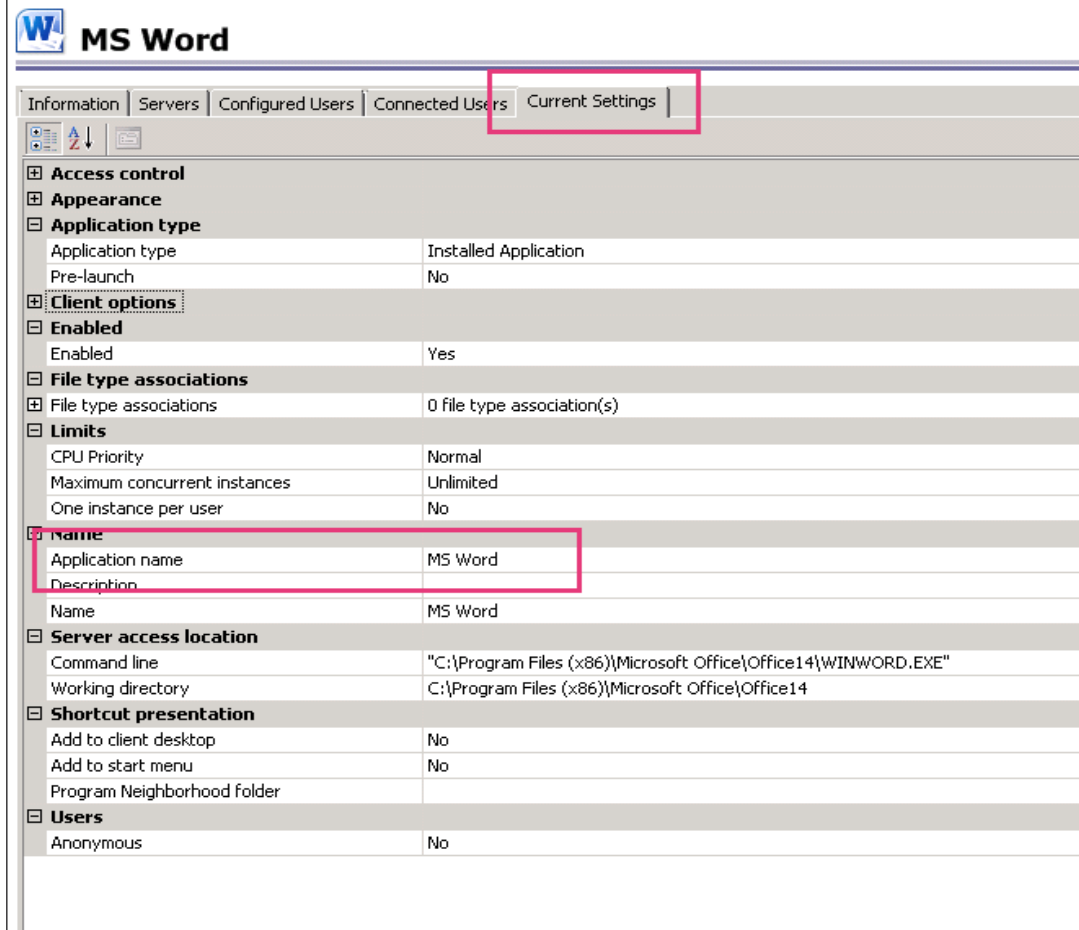 MS Word
Information Servers Configured Users Connected Users Current Settings
Access control
Appearance
Application type
Application type Installed Application
Pre-launch No
Client options
Enabled
Enabled Yes
File type associations
File type associations 0 file type association(s)
Limits
CPU Priority Normal
Maximum concurrent instances Unlimited
One instance per user No
Name
Application name MS Word
Description
Name MS Word
Server access location
Command line "C:\Program Files (x86)\Microsoft Office\Office14\WINWORD.EXE"
Working directory C:\Program Files (x86)\Microsoft Office\Office14
Shortcut presentation
Add to client desktop No
Add to start menu No
Program Neighborhood folder
Users
Anonymous No